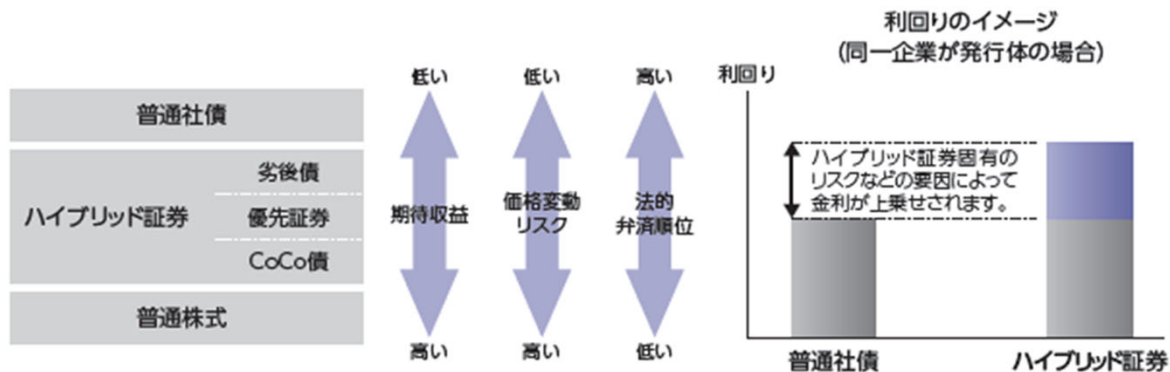 利回りのイメージ
(同一企業が発行体の場合)
低い
低い
高い
利回り
普通社債
ハイブリッド証券
劣後債
優先証券
CoCo債
普通株式
期待収益
価格変動
リスク
法的
弁済順位
高い
高い
低い
ハイブリッド証券固有の
リスクなどの要因によって
金利が上乗せされます。
普通社債
ハイブリッド証券